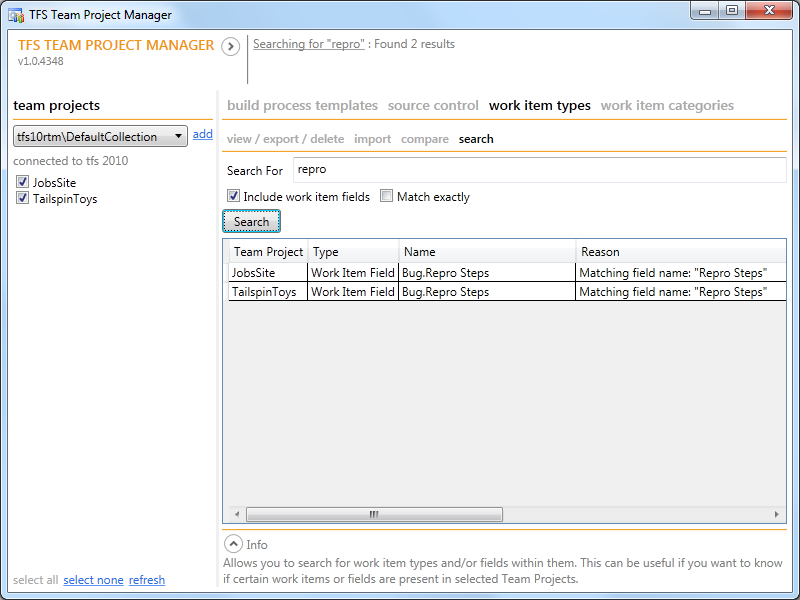 TFS Team Project Manager
TFS TEAM PROJECT MANAGER
v1.0.4348
Searching for "repro" : Found 2 results
team projects
tfs10rtm\DefaultCollection add
connected to tfs 2010
JobsSite
TailspinToys
select all select none refresh
build process templates source control work item types work item categories
view / export / delete import compare search
Search For repro
Include work item fields Match exactly
Search
Team Project Type Name Reason
JobsSite Work Item Field Bug.Repro Steps Matching field name: "Repro Steps"
TailspinToys Work Item Field Bug.Repro Steps Matching field name: "Repro Steps"
Info
Allows you to search for work item types and/or fields within them. This can be useful if you want to know
if certain work items or fields are present in selected Team Projects.